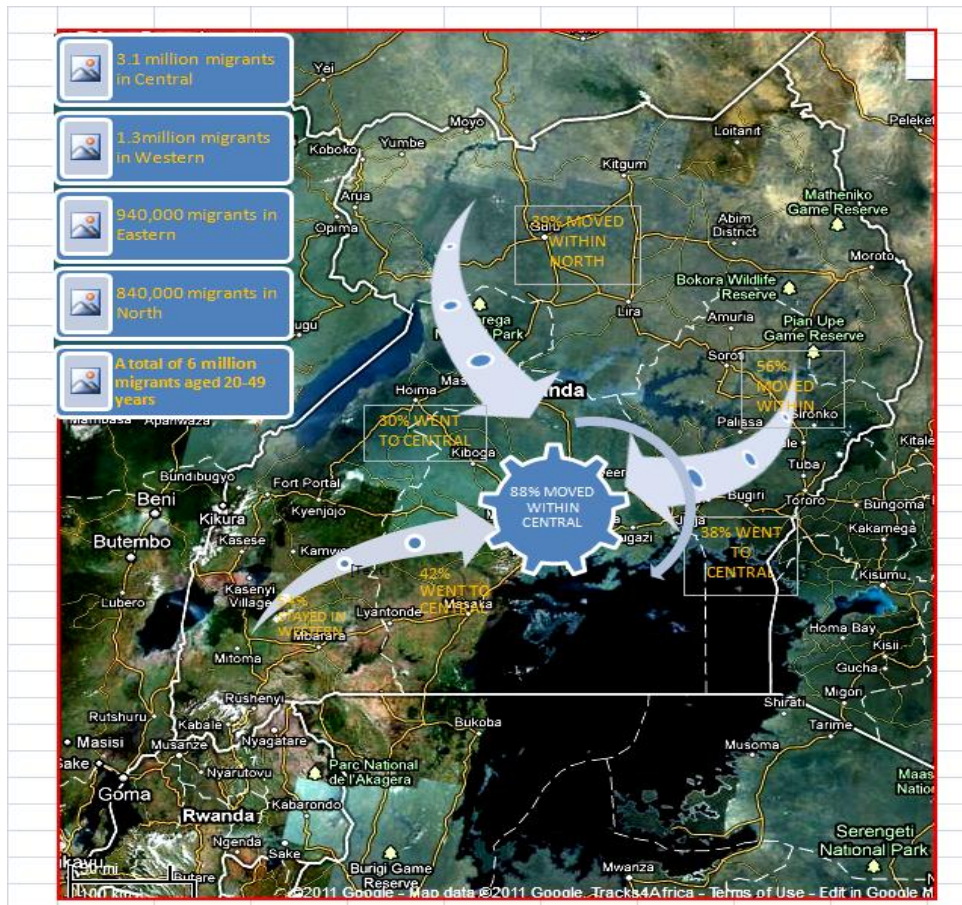 3.1 million migrants
in Central
1.3million migrants
in Western
940,000 migrants in
Eastern
840,000 migrants in
North
A total of 6 million
migrants aged 20-49
years
Yei
Moyo
Koboko
Yumbe
Loitanit
Kitgum
Arua
Opima
Matheniko
Game Reserve
39% MOVED
WITHIN
NORTH
Abim
District
Moroto
Bokora Wildlife
Reserve
Lira
Amuria
Pian Upe
Game Reserve
Park
Hoima
56%
MOVED
WITHIN
Palissa
30% WENT
TO CENTRAL
Kiboga
Kitale
Tuba
Bundibugyo
Fort Portal
Beni
Kikura
Kyenjojo
88% MOVED
WITHIN
CENTRAL
Bugiri
Tororo
Bungoma
Kakamega
Butembo
Kasese
38% WENT
TO
CENTRAL
Kasenyi
Village
42%
WENT TO
CENTRAL
Masaka
Kisumu
Lubero
STAYED IN
WESTERN
Lyantonde
Mbarara
Homa Bay
Kisii
Mitoma
Gucha
Rushenyi
Migori
Shirati
Rutshuru
Kabale
Bukoba
Tarime
Masisi
Musanze
Nyagatare
Musoma
Sake
Nyarutovu
Parc National
de l'Akagera
Goma
Kabarondo
Rwanda
Ngenda
Sake
Burigi Game
Reserve
Serengeti
National Park
Butare
Mwanza
©2011 Google - Map data ©2011 Google, Tracks4Africa - Terms of Use - Edit in Google M